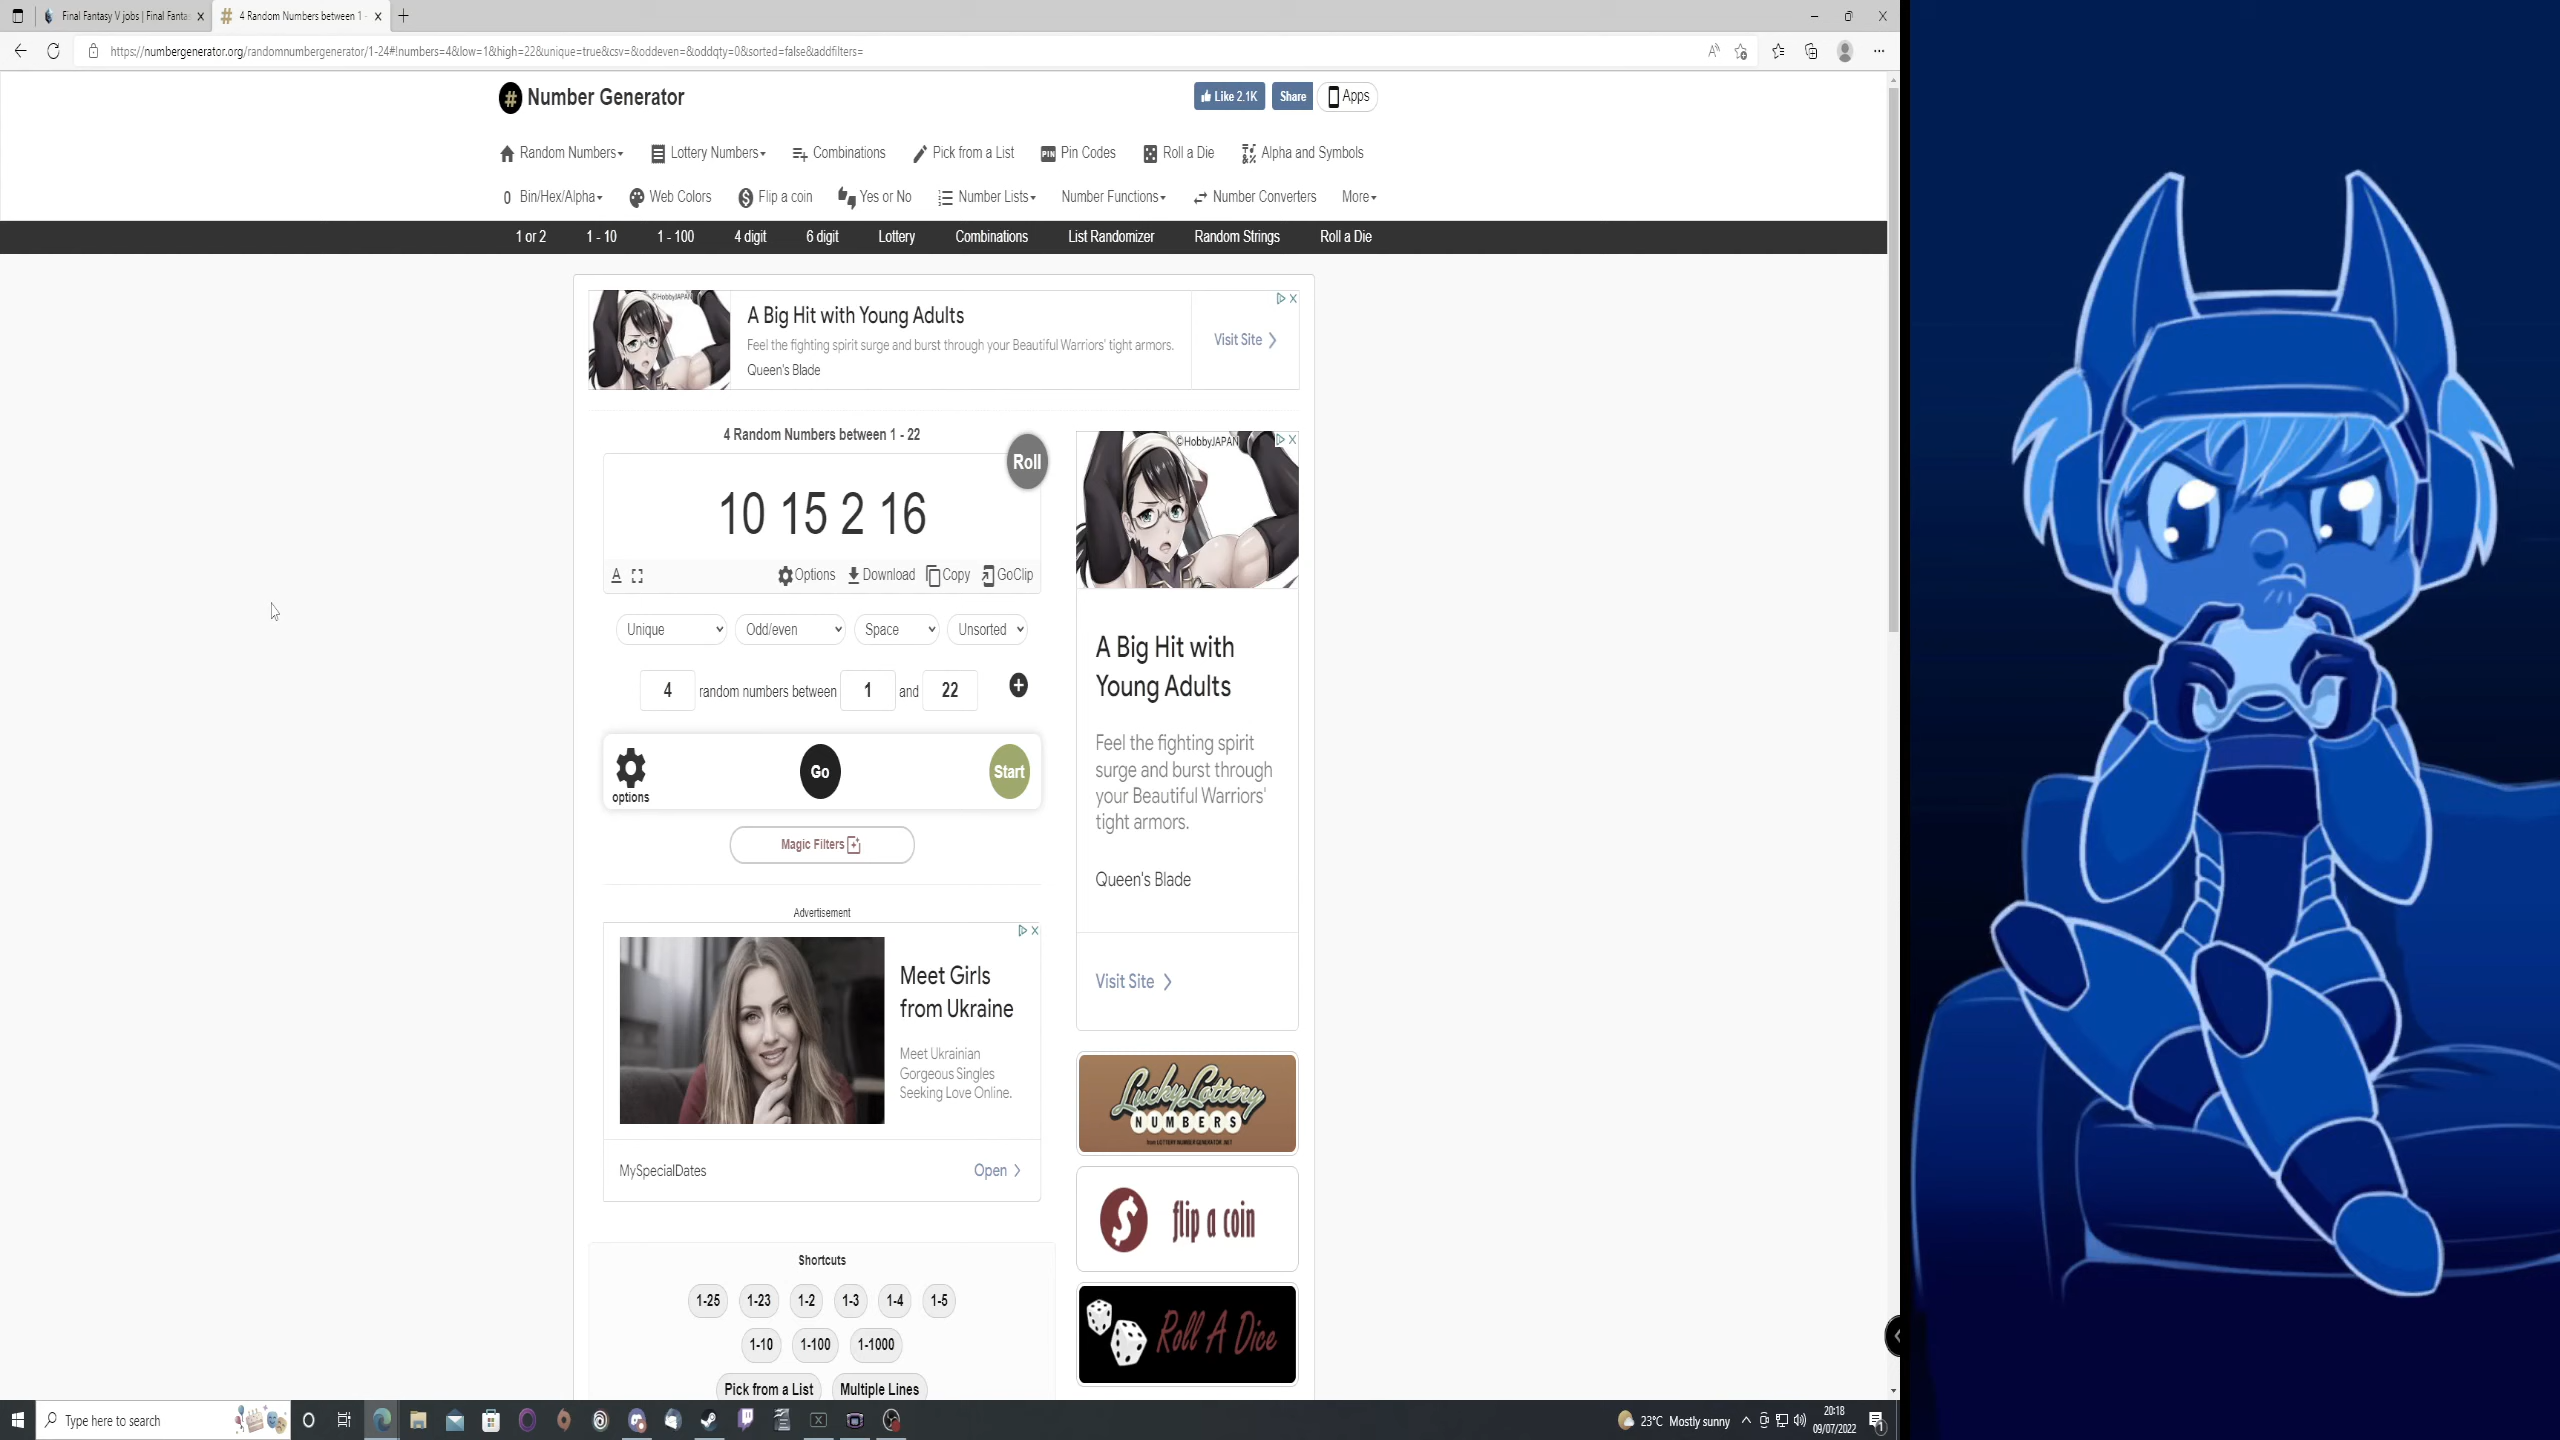 Final Fantasy V jobs | Final Fanta
4 Random Numbers between 1 -
https://numbergenerator.org/randomnumbergenerator/1-24#!numbers=4&low=1&high=22&unique=true&csv=&oddeven=&oddqty=0&sorted=false&addfilters=
# Number Generator
Like 2.1K
Share
Apps
Random Numbers
Lottery Numbers
Combinations
Pick from a List
PIN Pin Codes
Roll a Die
Alpha and Symbols
Bin/Hex/Alpha
Web Colors
Flip a coin
Yes or No
Number Lists
Number Functions
Number Converters
More
1 or 2
1 - 10
1 - 100
4 digit
6 digit
Lottery
Combinations
List Randomizer
Random Strings
Roll a Die
©HobbyJAPAN
A Big Hit with Young Adults
Feel the fighting spirit surge and burst through your Beautiful Warriors' tight armors.
Queen's Blade
Visit Site
4 Random Numbers between 1 - 22
Roll
10 15 2 16
A
Options
Download
Copy
GoClip
Unique
Odd/even
Space
Unsorted
4 random numbers between 1 and 22
options
Go
Start
Magic Filters
Advertisement
Meet Girls
from Ukraine
Meet Ukrainian
Gorgeous Singles
Seeking Love Online.
MySpecialDates
Open
©HobbyJAPAN
A Big Hit with
Young Adults
Feel the fighting spirit
surge and burst through
your Beautiful Warriors'
tight armors.
Queen's Blade
Visit Site
Lucky Lottery
NUMBERS
from LOTTERY NUMBER GENERATOR .NET
flip a coin
Roll A Dice
Shortcuts
1-25
1-23
1-2
1-3
1-4
1-5
1-10
1-100
1-1000
Pick from a List
Multiple Lines
Type here to search
23°C Mostly sunny
20:18
09/07/2022
1